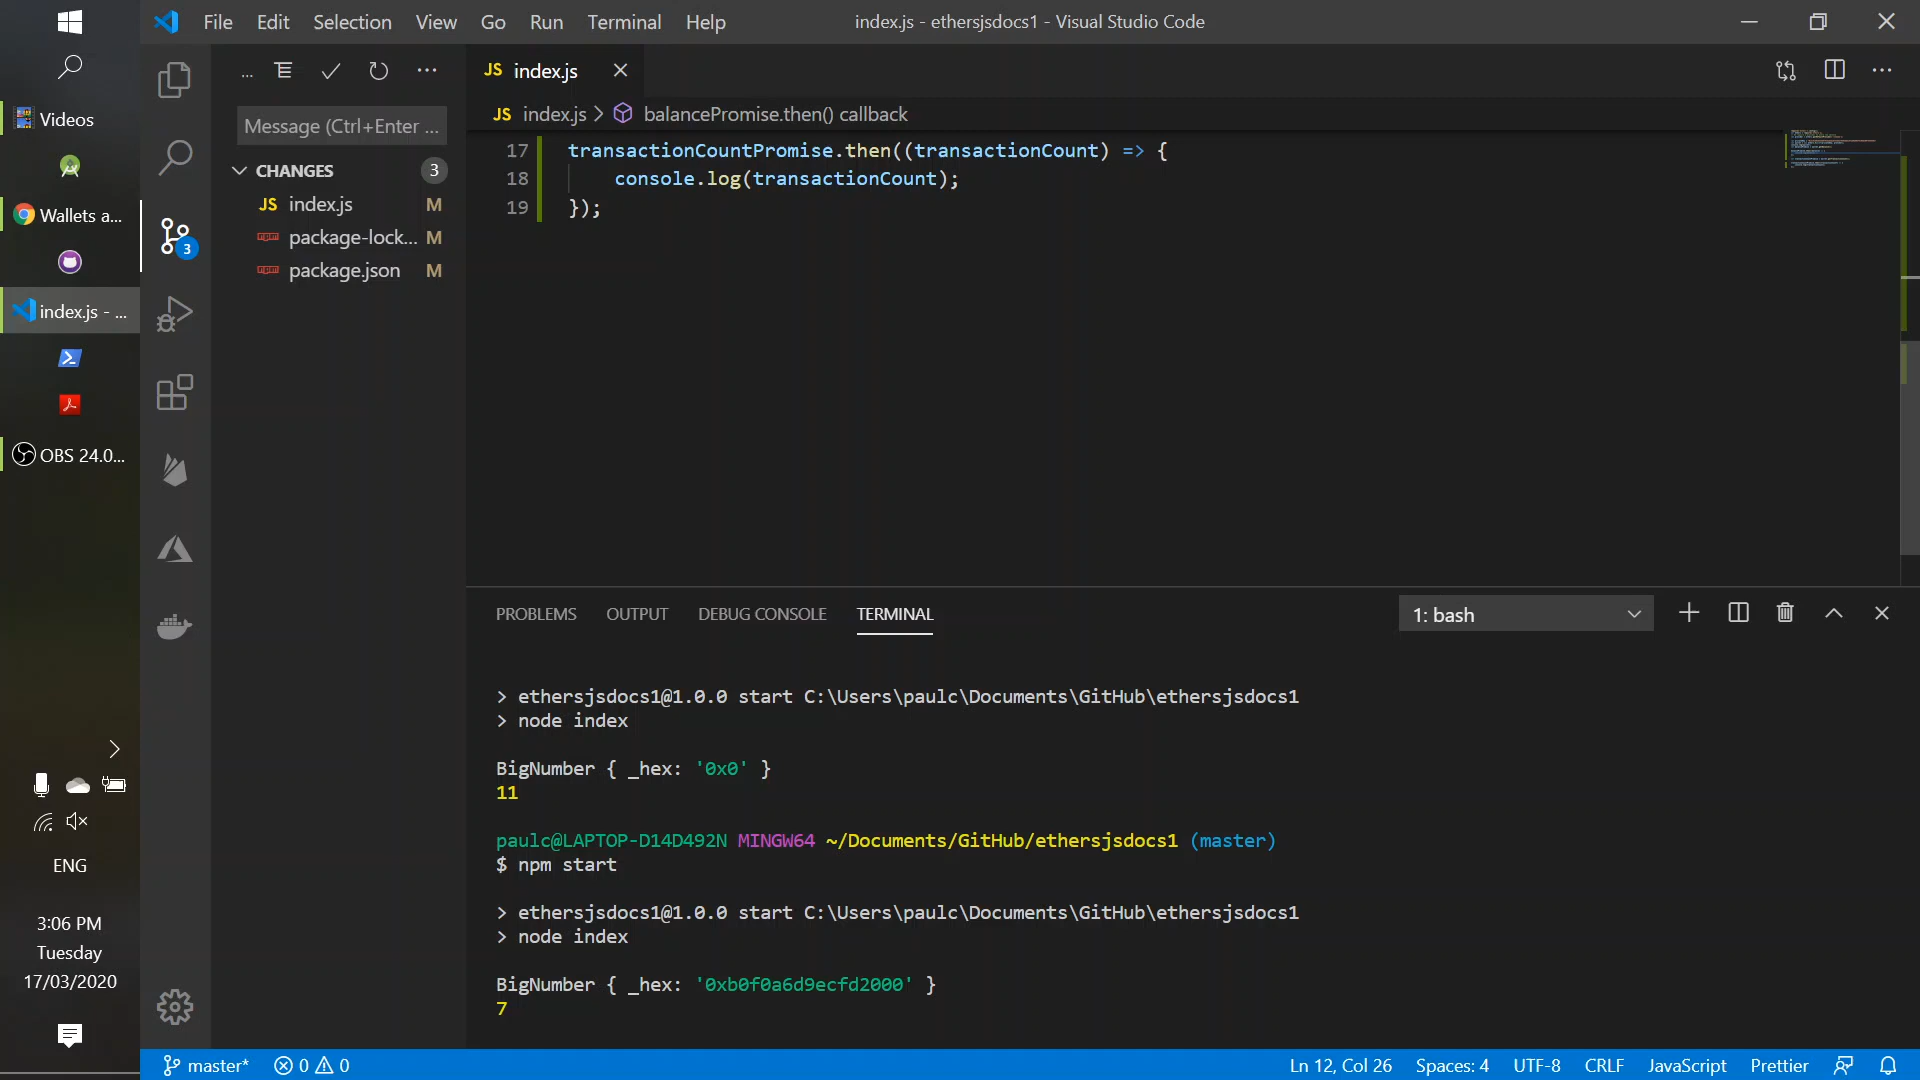 File Edit Selection View Go Run Terminal Help
index.js - ethersjsdocs1 - Visual Studio Code
Videos
Wallets a...
index.js - ...
OBS 24.0...
ENG
3:06 PM
Tuesday
17/03/2020
Message (Ctrl+Enter ...
CHANGES 3
JS index.js M
package-lock... M
package.json M
3
JS index.js
JS index.js > balancePromise.then() callback
17 transactionCountPromise.then((transactionCount) => {
18 console.log(transactionCount);
19 });
PROBLEMS OUTPUT DEBUG CONSOLE TERMINAL 1: bash
> ethersjsdocs1@1.0.0 start C:\Users\paulc\Documents\GitHub\ethersjsdocs1
> node index
BigNumber { _hex: '0x0' }
11
paulc@LAPTOP-D14D492N MINGW64 ~/Documents/GitHub/ethersjsdocs1 (master)
$ npm start
> ethersjsdocs1@1.0.0 start C:\Users\paulc\Documents\GitHub\ethersjsdocs1
> node index
BigNumber { _hex: '0xb0f0a6d9ecfd2000' }
7
master* 0 0 Ln 12, Col 26 Spaces: 4 UTF-8 CRLF JavaScript Prettier